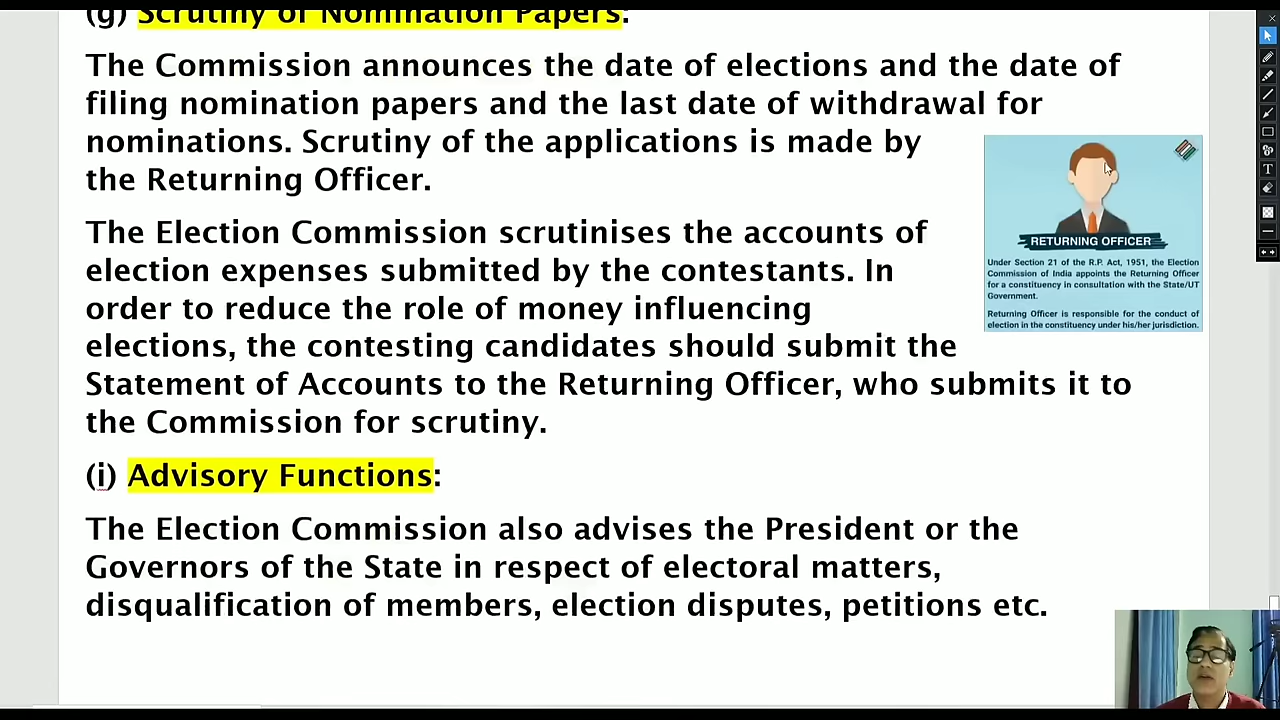 (g) Scrutiny of Nomination Papers:
The Commission announces the date of elections and the date of
filing nomination papers and the last date of withdrawal for
nominations. Scrutiny of the applications is made by
the Returning Officer.
The Election Commission scrutinises the accounts of
election expenses submitted by the contestants. In
order to reduce the role of money influencing
elections, the contesting candidates should submit the
Statement of Accounts to the Returning Officer, who submits it to
the Commission for scrutiny.
(i) Advisory Functions:
The Election Commission also advises the President or the
Governors of the State in respect of electoral matters,
disqualification of members, election disputes, petitions etc.
RETURNING OFFICER
Under Section 21 of the R.P. Act, 1951, the Election
Commission of India appoints the Returning Officer
for a constituency in consultation with the State/UT
Government.
Returning Officer is responsible for the conduct of
election in the constituency under his/her jurisdiction.
T